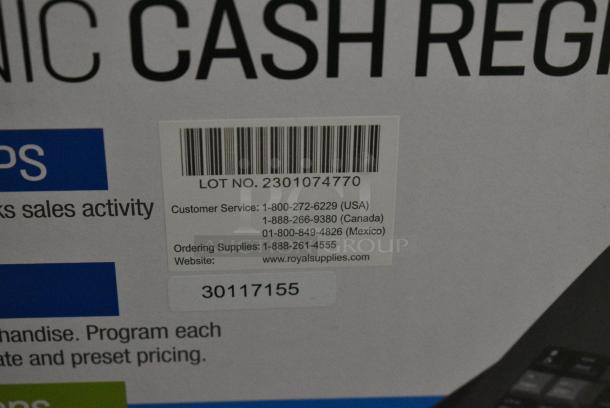 NIC CASH REGI
PS
ks sales activity
LOT NO. 2301074770
Customer Service: 1-800-272-6229 (USA)
1-888-266-9380 (Canada)
01-800-849-4826 (Mexico)
Ordering Supplies: 1-888-261-4555
Website: www.royalsupplies.com
GROUP
30117155
handise. Program each
ate and preset pricing.